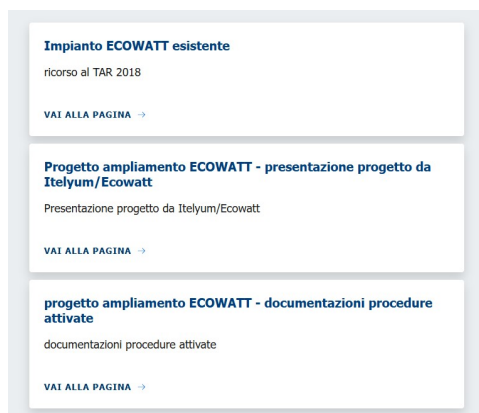 Impianto ECOWATT esistente
ricorso al TAR 2018
VAI ALLA PAGINA →
Progetto ampliamento ECOWATT - presentazione progetto da
Itelyum/Ecowatt
Presentazione progetto da Itelyum/Ecowatt
VAI ALLA PAGINA →
progetto ampliamento ECOWATT - documentazioni procedure
attivate
documentazioni procedure attivate
VAI ALLA PAGINA →